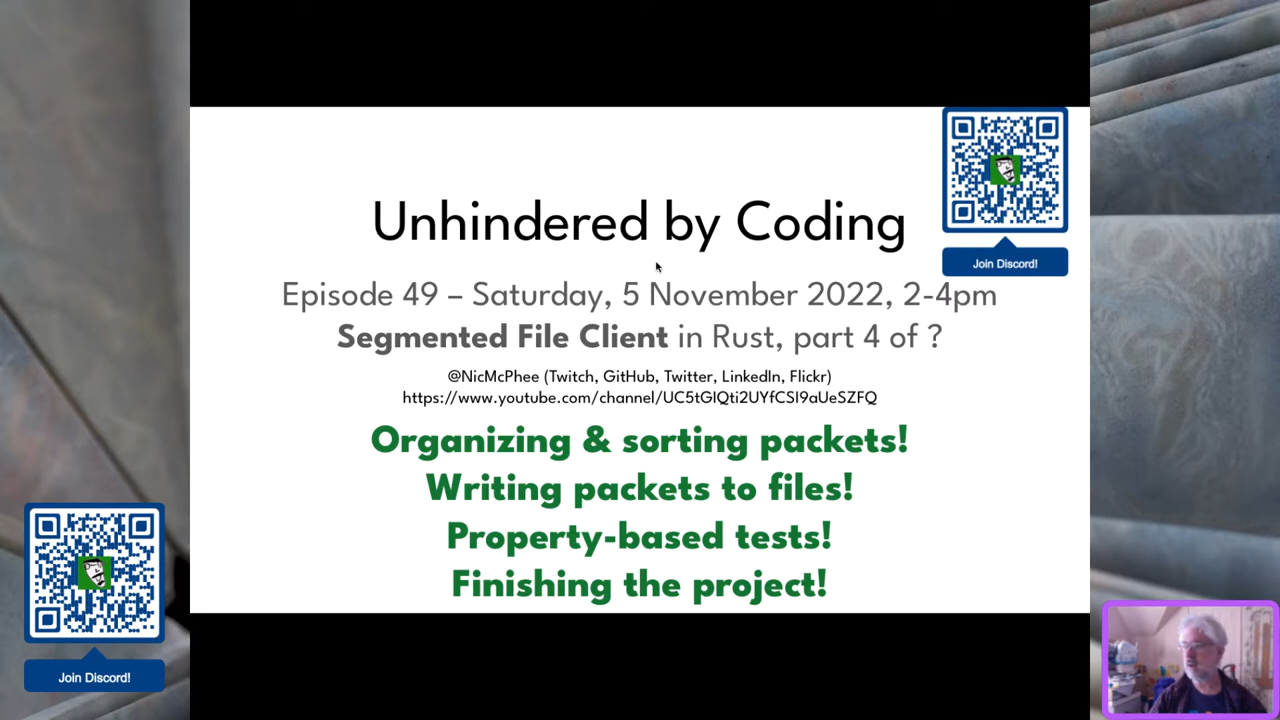 Unhindered by Coding
Episode 49 – Saturday, 5 November 2022, 2-4pm
Segmented File Client in Rust, part 4 of ?
@NicMcPhee (Twitch, GitHub, Twitter, LinkedIn, Flickr)
https://www.youtube.com/channel/UC5tGIQti2UYfCSI9aUeSZFQ
Organizing & sorting packets!
Writing packets to files!
Property-based tests!
Finishing the project!
Join Discord!
Join Discord!